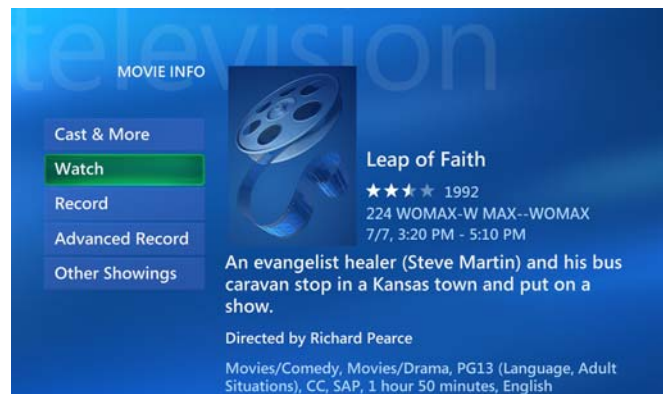 television
MOVIE INFO
Cast & More
Watch
Record
Advanced Record
Other Showings
Leap of Faith
1992
224 WOMAX-W MAX--WOMAX
7/7, 3:20 PM - 5:10 PM
An evangelist healer (Steve Martin) and his bus
caravan stop in a Kansas town and put on a
show.
Directed by Richard Pearce
Movies/Comedy, Movies/Drama, PG13 (Language, Adult
Situations), CC, SAP, 1 hour 50 minutes, English